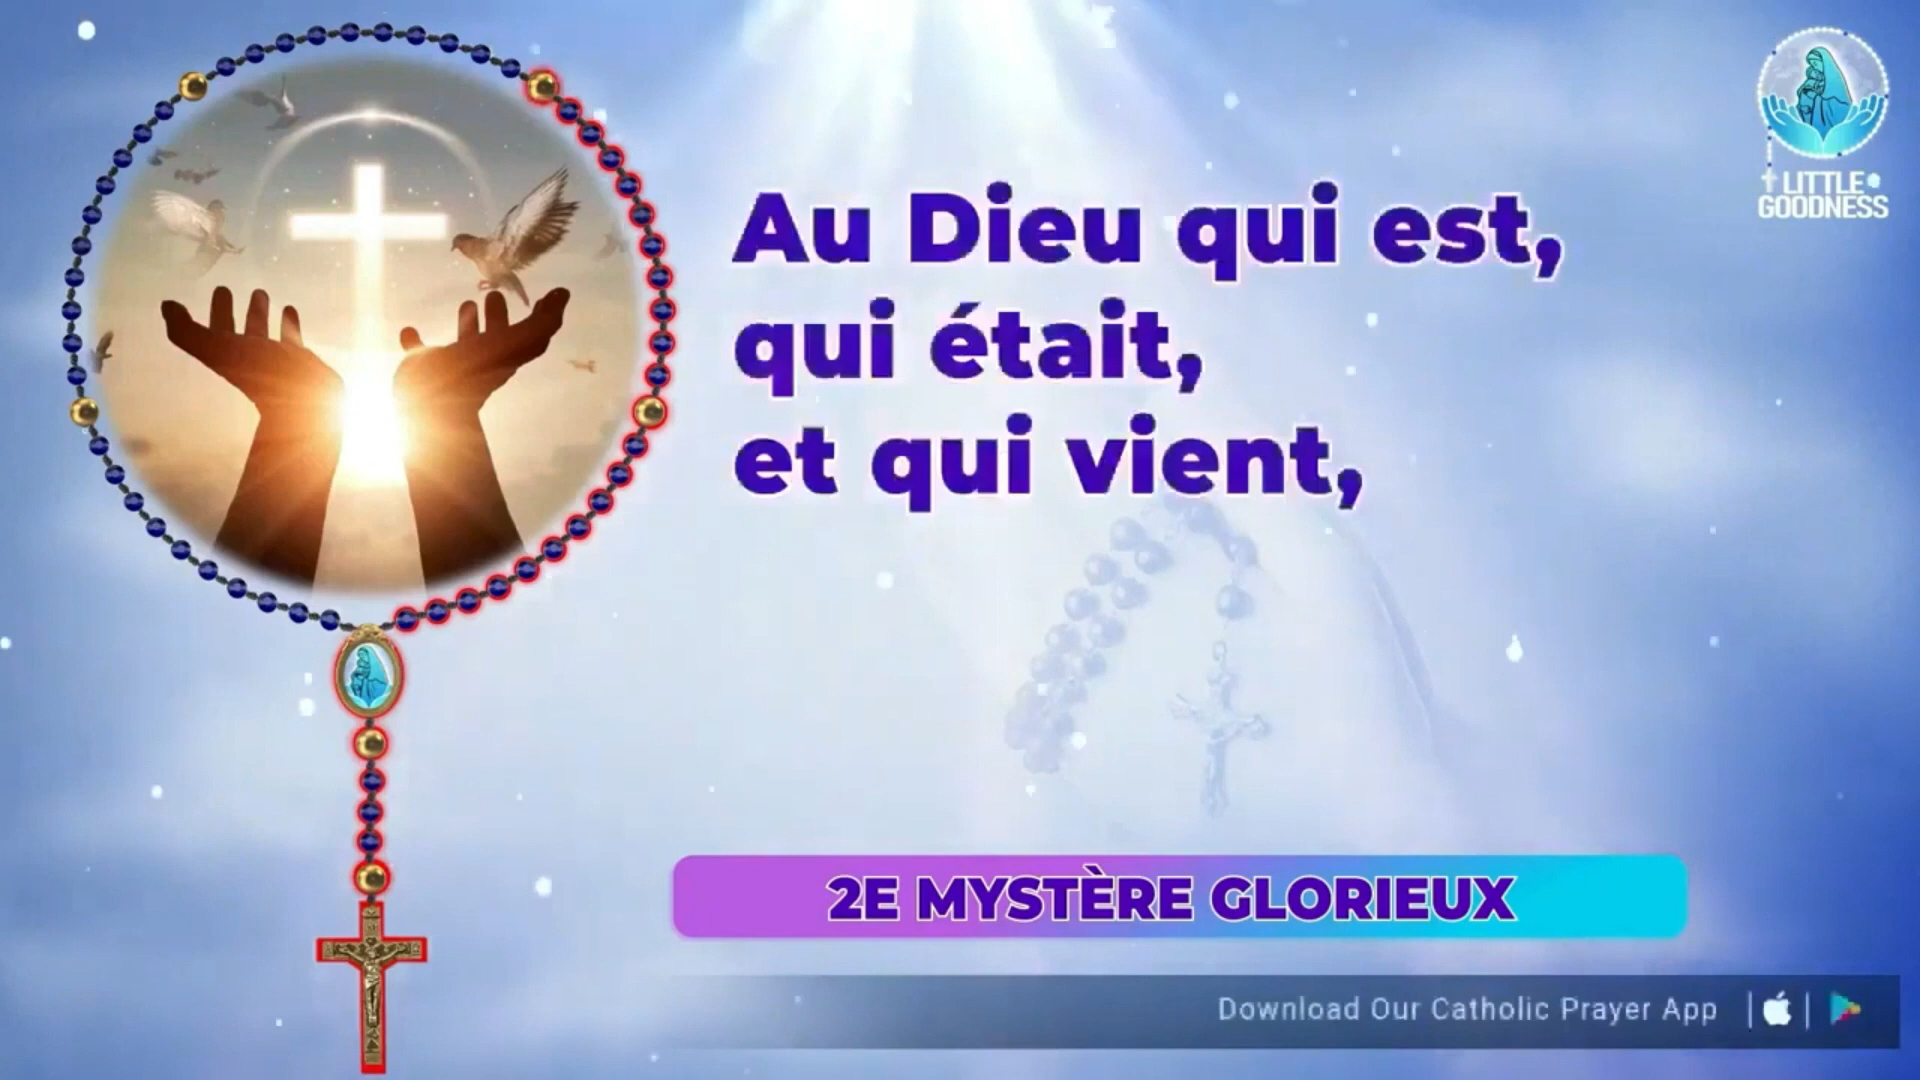 Au Dieu qui est,
qui était,
et qui vient,
LITTLE
GOODNESS
2E MYSTÈRE GLORIEUX
Download Our Catholic Prayer App